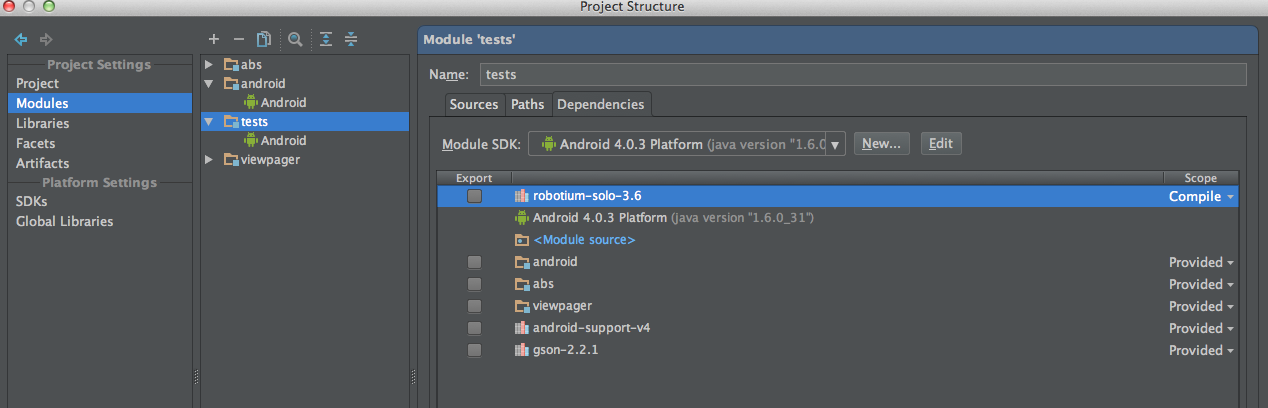 Project Structure
Project Settings
Project
Modules
Libraries
Facets
Artifacts
Platform Settings
SDKs
Global Libraries
abs
android
Android
tests
Android
viewpager
Module 'tests'
Name: tests
Sources Paths Dependencies
Module SDK: Android 4.0.3 Platform (java version "1.6.0 New... Edit
Export Scope
robotium-solo-3.6 Compile
Android 4.0.3 Platform (java version "1.6.0_31")
<Module source>
android Provided
abs Provided
viewpager Provided
android-support-v4 Provided
gson-2.2.1 Provided